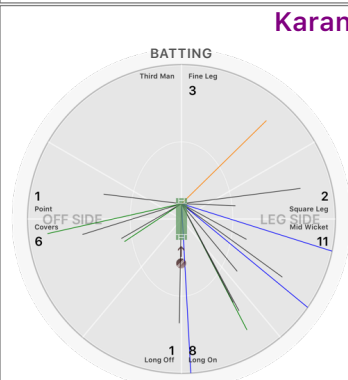 Karan
BATTING
Third Man Fine Leg
3
1 2
Point Square Leg
OFF SIDE LEG SIDE
Covers Mid Wicket
6 11
1 8
Long Off Long On